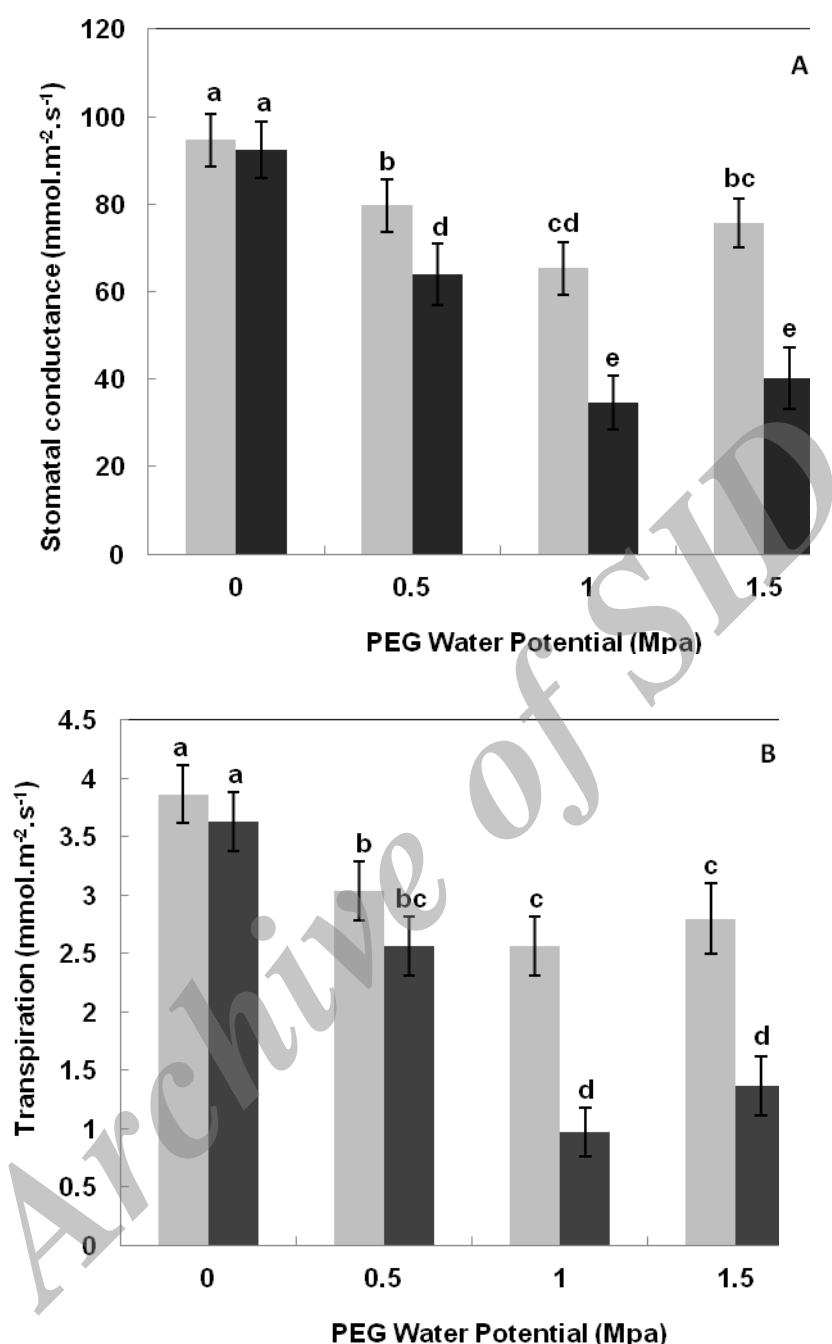 120
100
80
60
40
20
0
Stomatal conductance (mmol.m-2.s-1)
A
a
a
b
d
cd
e
bc
e
0 0.5 1 1.5
PEG Water Potential (Mpa)
4.5
4
3.5
3
2.5
2
1.5
1
0.5
0
Transpiration (mmol.m-2.s-1)
B
a
a
b
bc
c
d
c
d
0 0.5 1 1.5
PEG Water Potential (Mpa)
Archive of SID